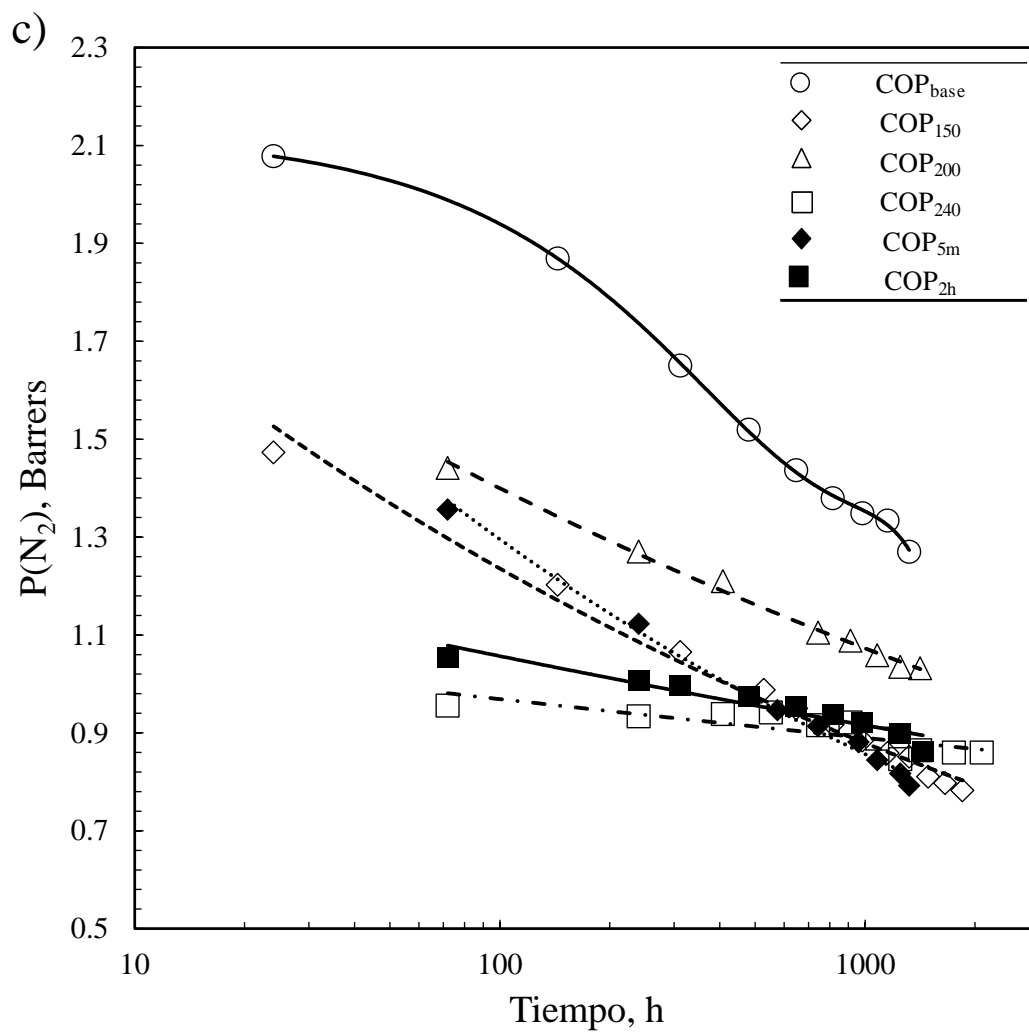 c)
2.3
2.1
1.9
1.7
1.5
1.3
1.1
0.9
0.7
0.5
P(N₂), Barrers
10
100
1000
Tiempo, h
COP_base
COP₁₅₀
COP₂₀₀
COP₂₄₀
COP₅ₘ
COP₂ₕ